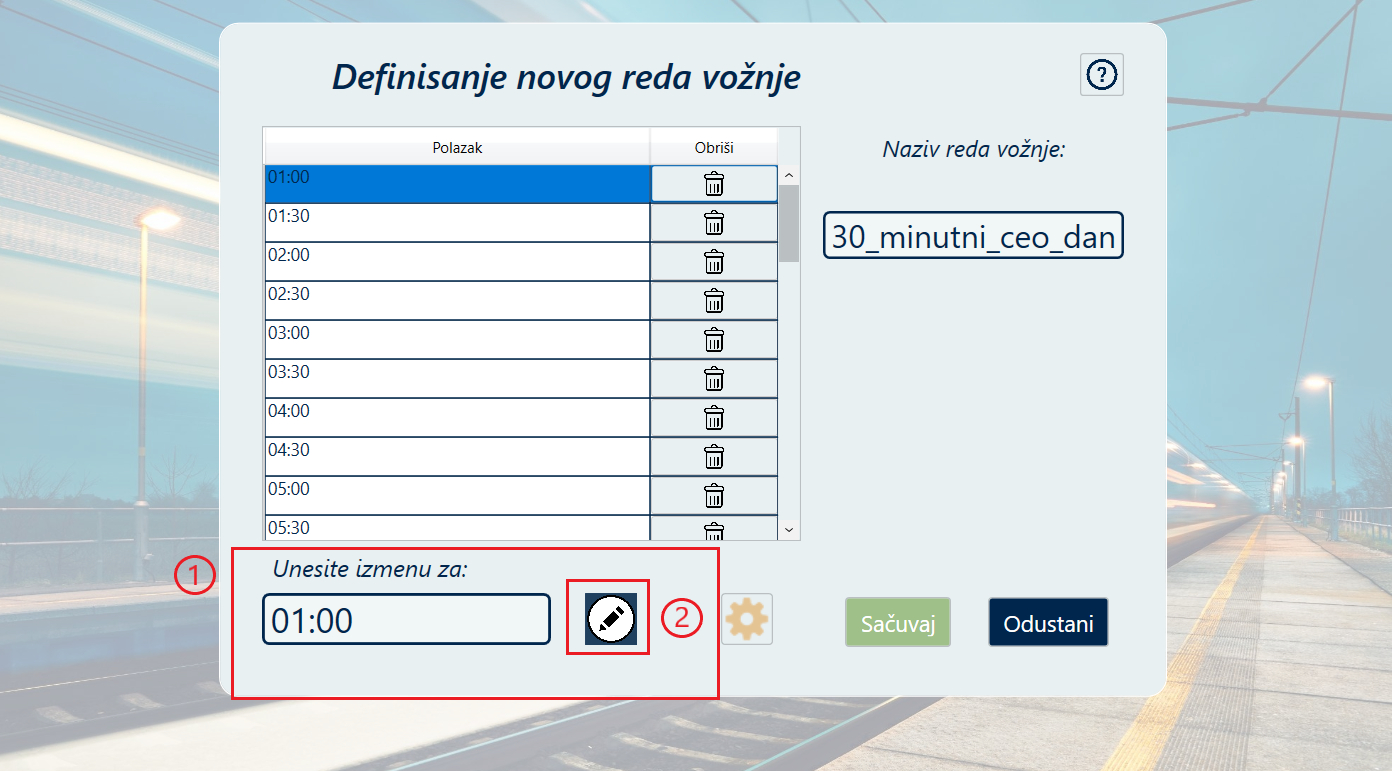 Definisanje novog reda vožnje
?
Polazak Obriši
Naziv reda vožnje:
01:00
01:30
30_minutni_ceo_dan
02:00
02:30
03:00
03:30
04:00
04:30
05:00
05:30
1
Unesite izmenu za:
01:00
2
Sačuvaj
Odustani